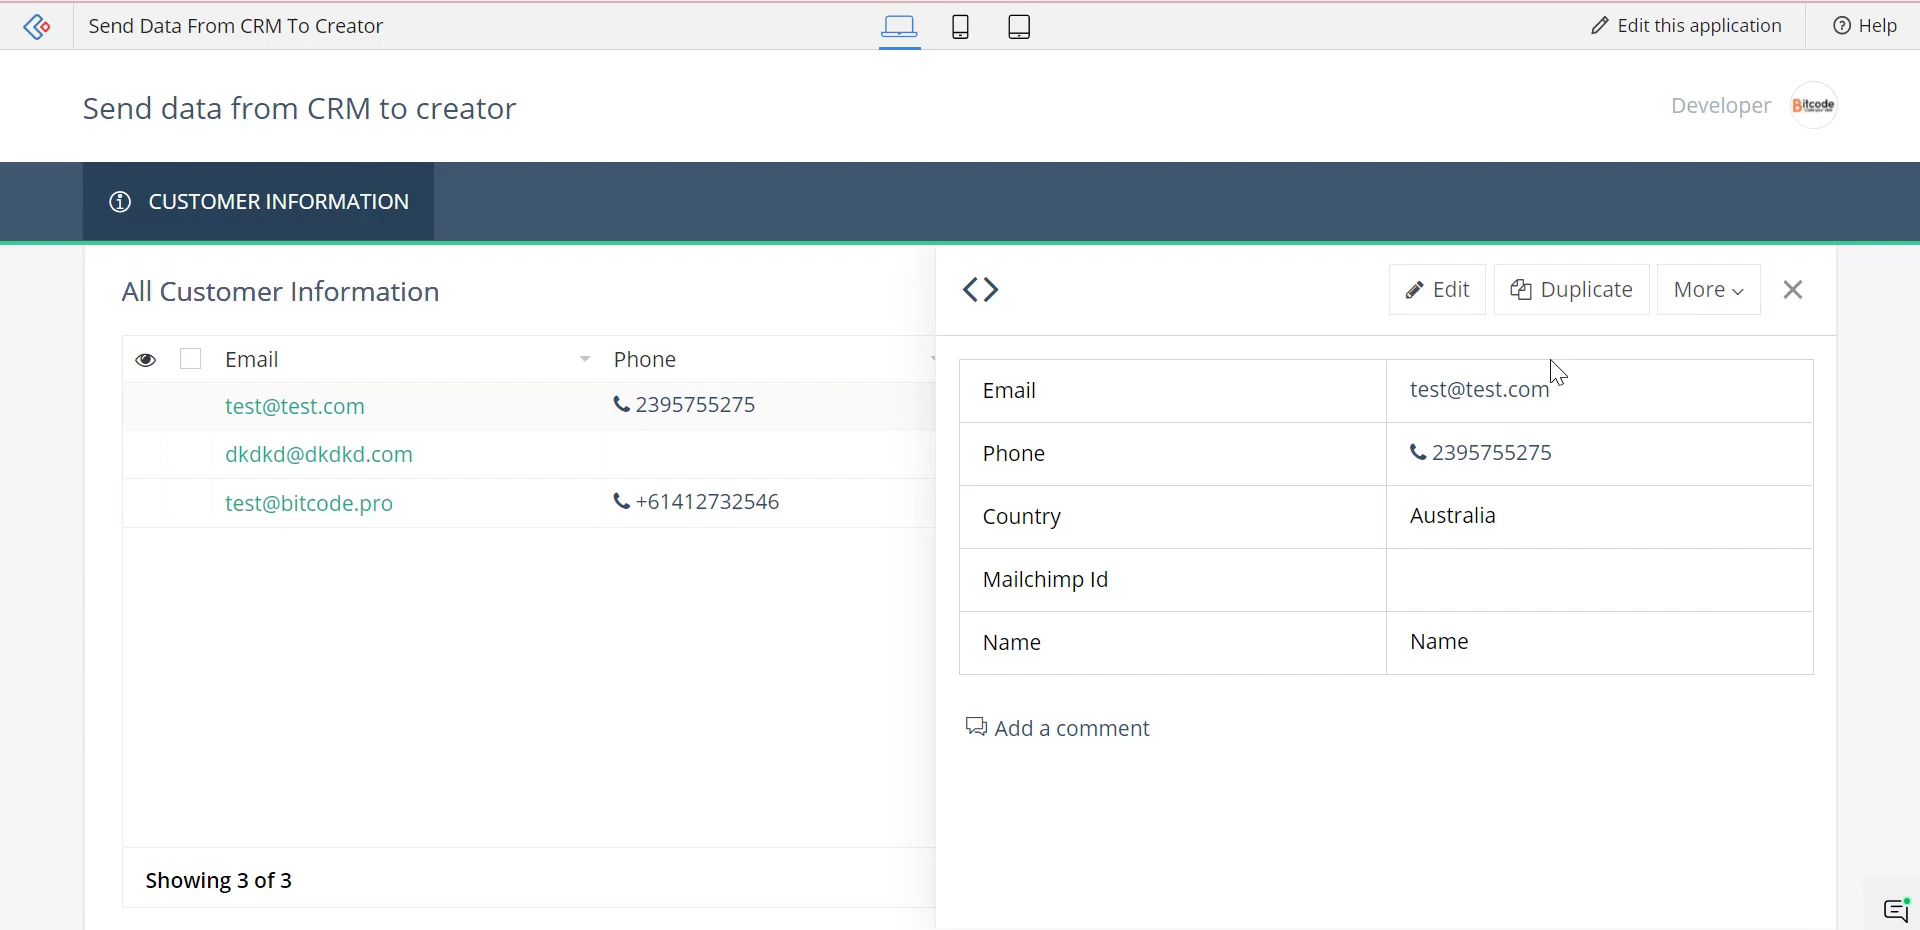 Send Data From CRM To Creator
Edit this application
Help
Send data from CRM to creator
Developer
Bitcode
CUSTOMER INFORMATION
All Customer Information
Edit
Duplicate
More
Email Phone
test@test.com 2395755275
dkdkd@dkdkd.com
test@bitcode.pro +61412732546
Showing 3 of 3
Email test@test.com
Phone 2395755275
Country Australia
Mailchimp Id
Name Name
Add a comment